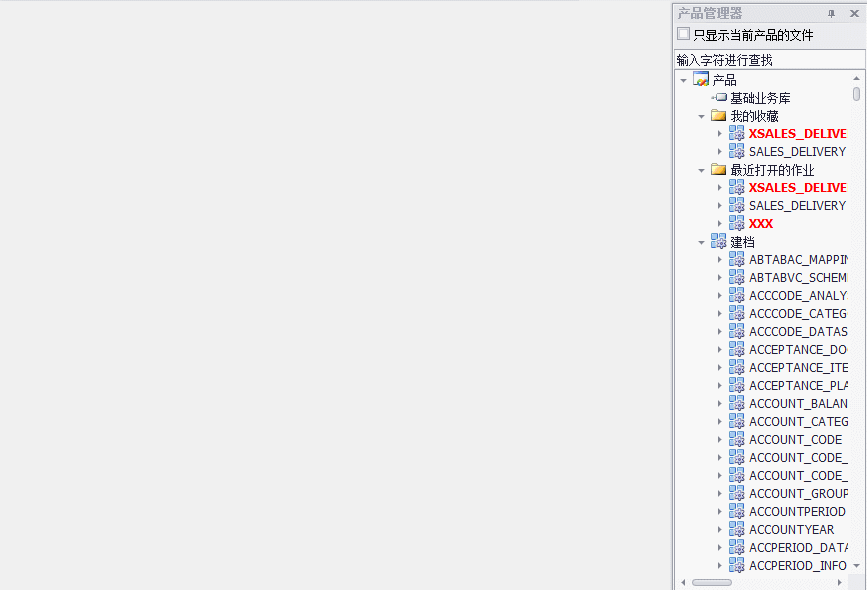 产品管理器
只显示当前产品的文件
输入字符进行查找
产品
基础业务库
我的收藏
XSALES_DELIVE
SALES_DELIVERY
最近打开的作业
XSALES_DELIVE
SALES_DELIVERY
XXX
建档
ABTABAC_MAPPIN
ABTABVC_SCHEM
ACCCODE_ANALY
ACCCODE_CATEG
ACCCODE_DATAS
ACCEPTANCE_DO
ACCEPTANCE_ITE
ACCEPTANCE_PLA
ACCOUNT_BALAN
ACCOUNT_CATEG
ACCOUNT_CODE
ACCOUNT_CODE_
ACCOUNT_CODE_
ACCOUNT_GROUP
ACCOUNTPERIOD
ACCOUNTYEAR
ACCPERIOD_DATA
ACCPERIOD_INFO